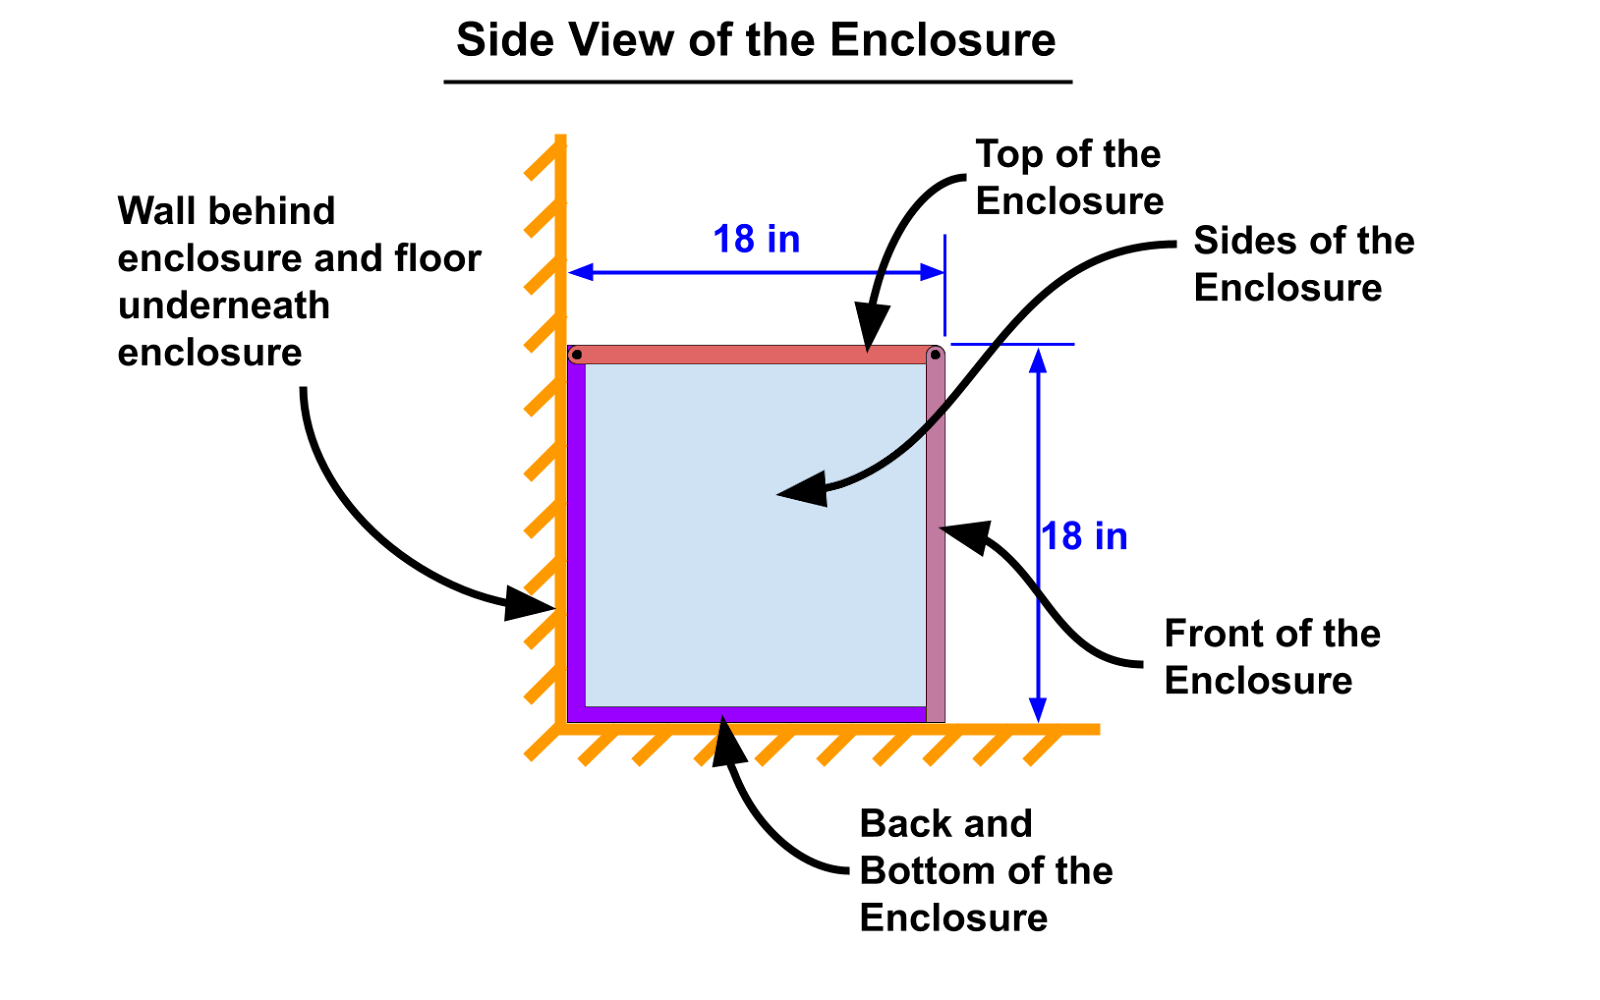 Side View of the Enclosure
Top of the
Enclosure
Wall behind
enclosure and floor
underneath
enclosure
18 in
Sides of the
Enclosure
18 in
Front of the
Enclosure
Back and
Bottom of the
Enclosure